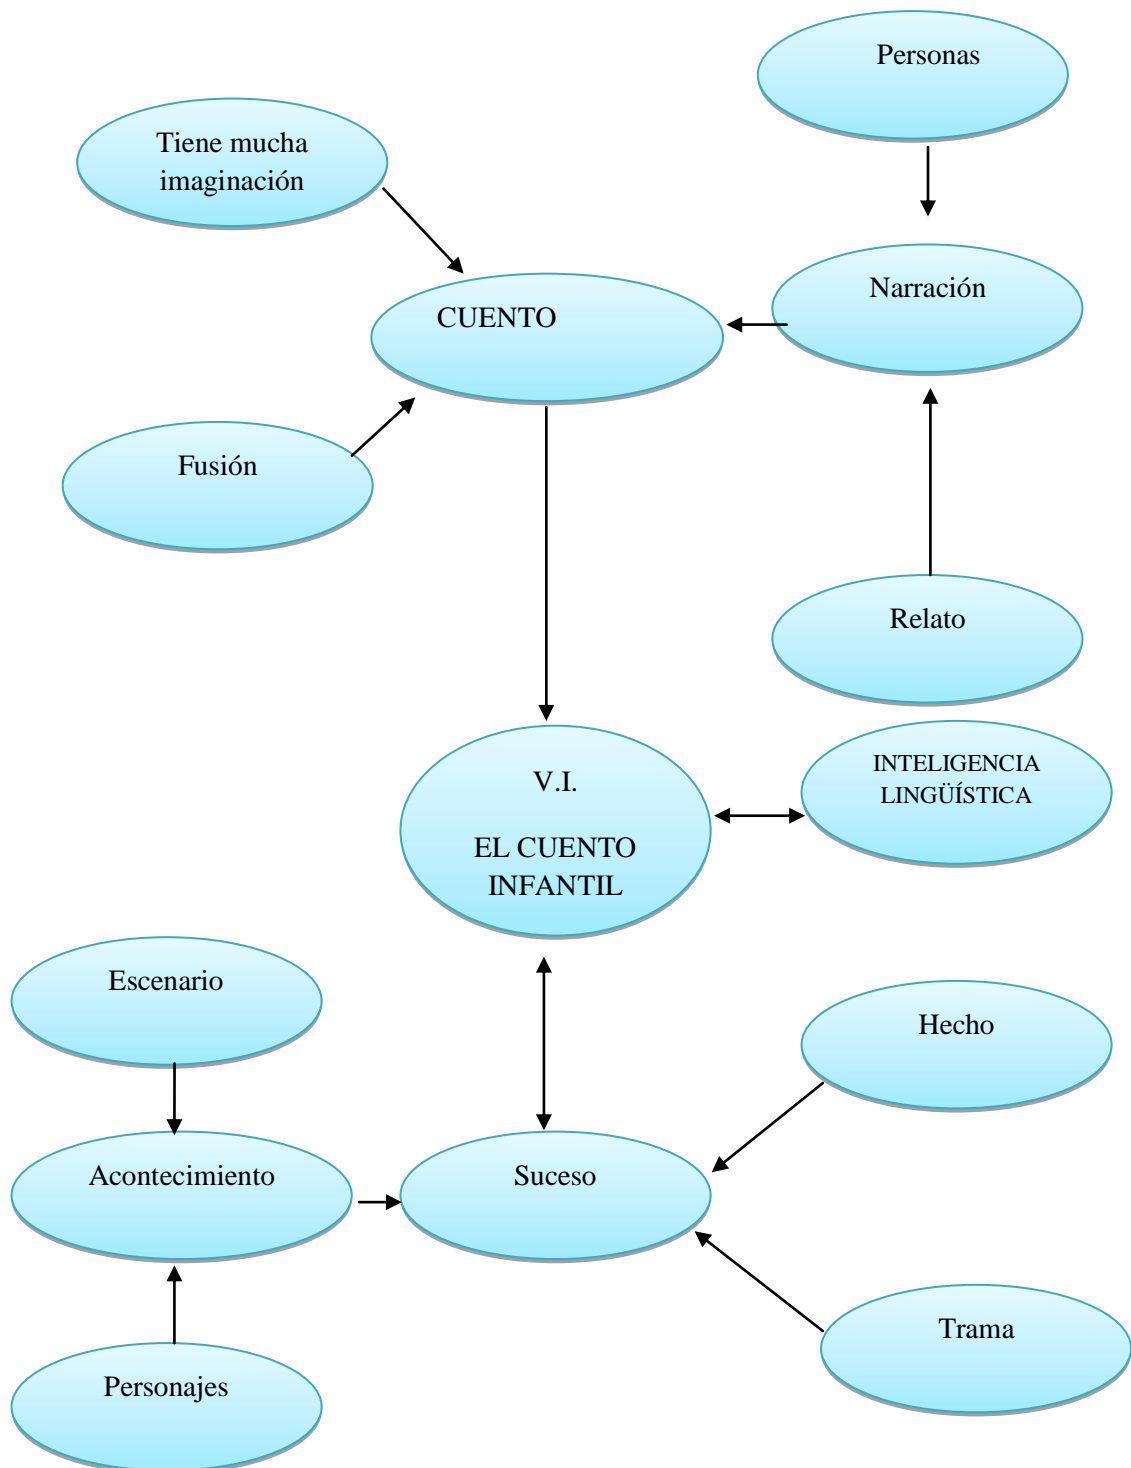 Personas
Tiene mucha
imaginación
Narración
CUENTO
Fusión
Relato
INTELIGENCIA
LINGÜÍSTICA
V.I.
EL CUENTO
INFANTIL
Escenario
Hecho
Acontecimiento
Suceso
Trama
Personajes